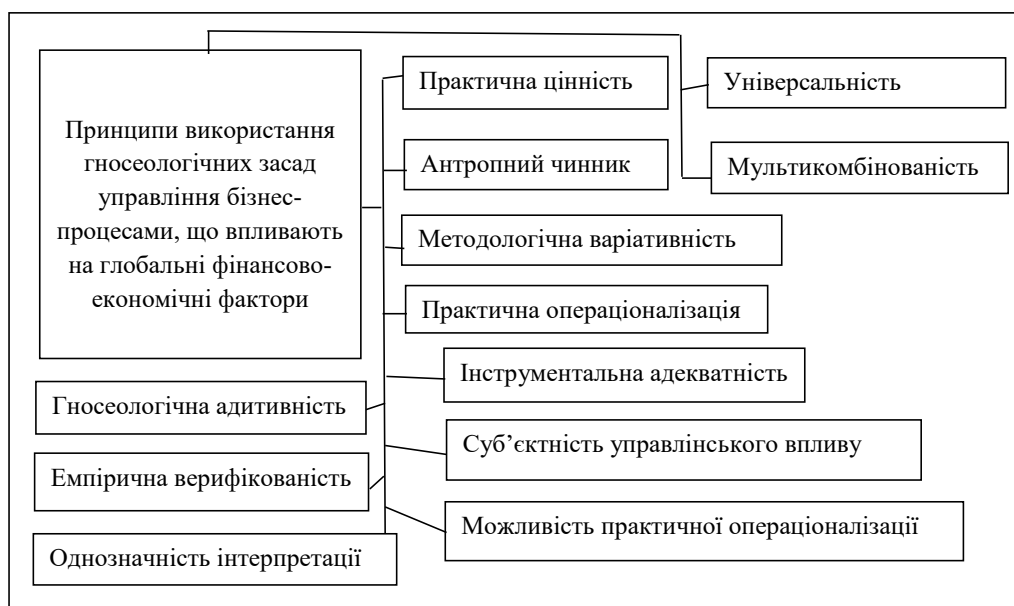 Принципи використання
гносеологічних засад
управління бізнес-
процесами, що впливають
на глобальні фінансово-
економічні фактори
Практична цінність
Універсальність
Антропний чинник
Мультикомбінованість
Методологічна варіативність
Практична операціоналізація
Інструментальна адекватність
Гносеологічна адитивність
Суб’єктність управлінського впливу
Емпірична верифікованість
Можливість практичної операціоналізації
Однозначність інтерпретації